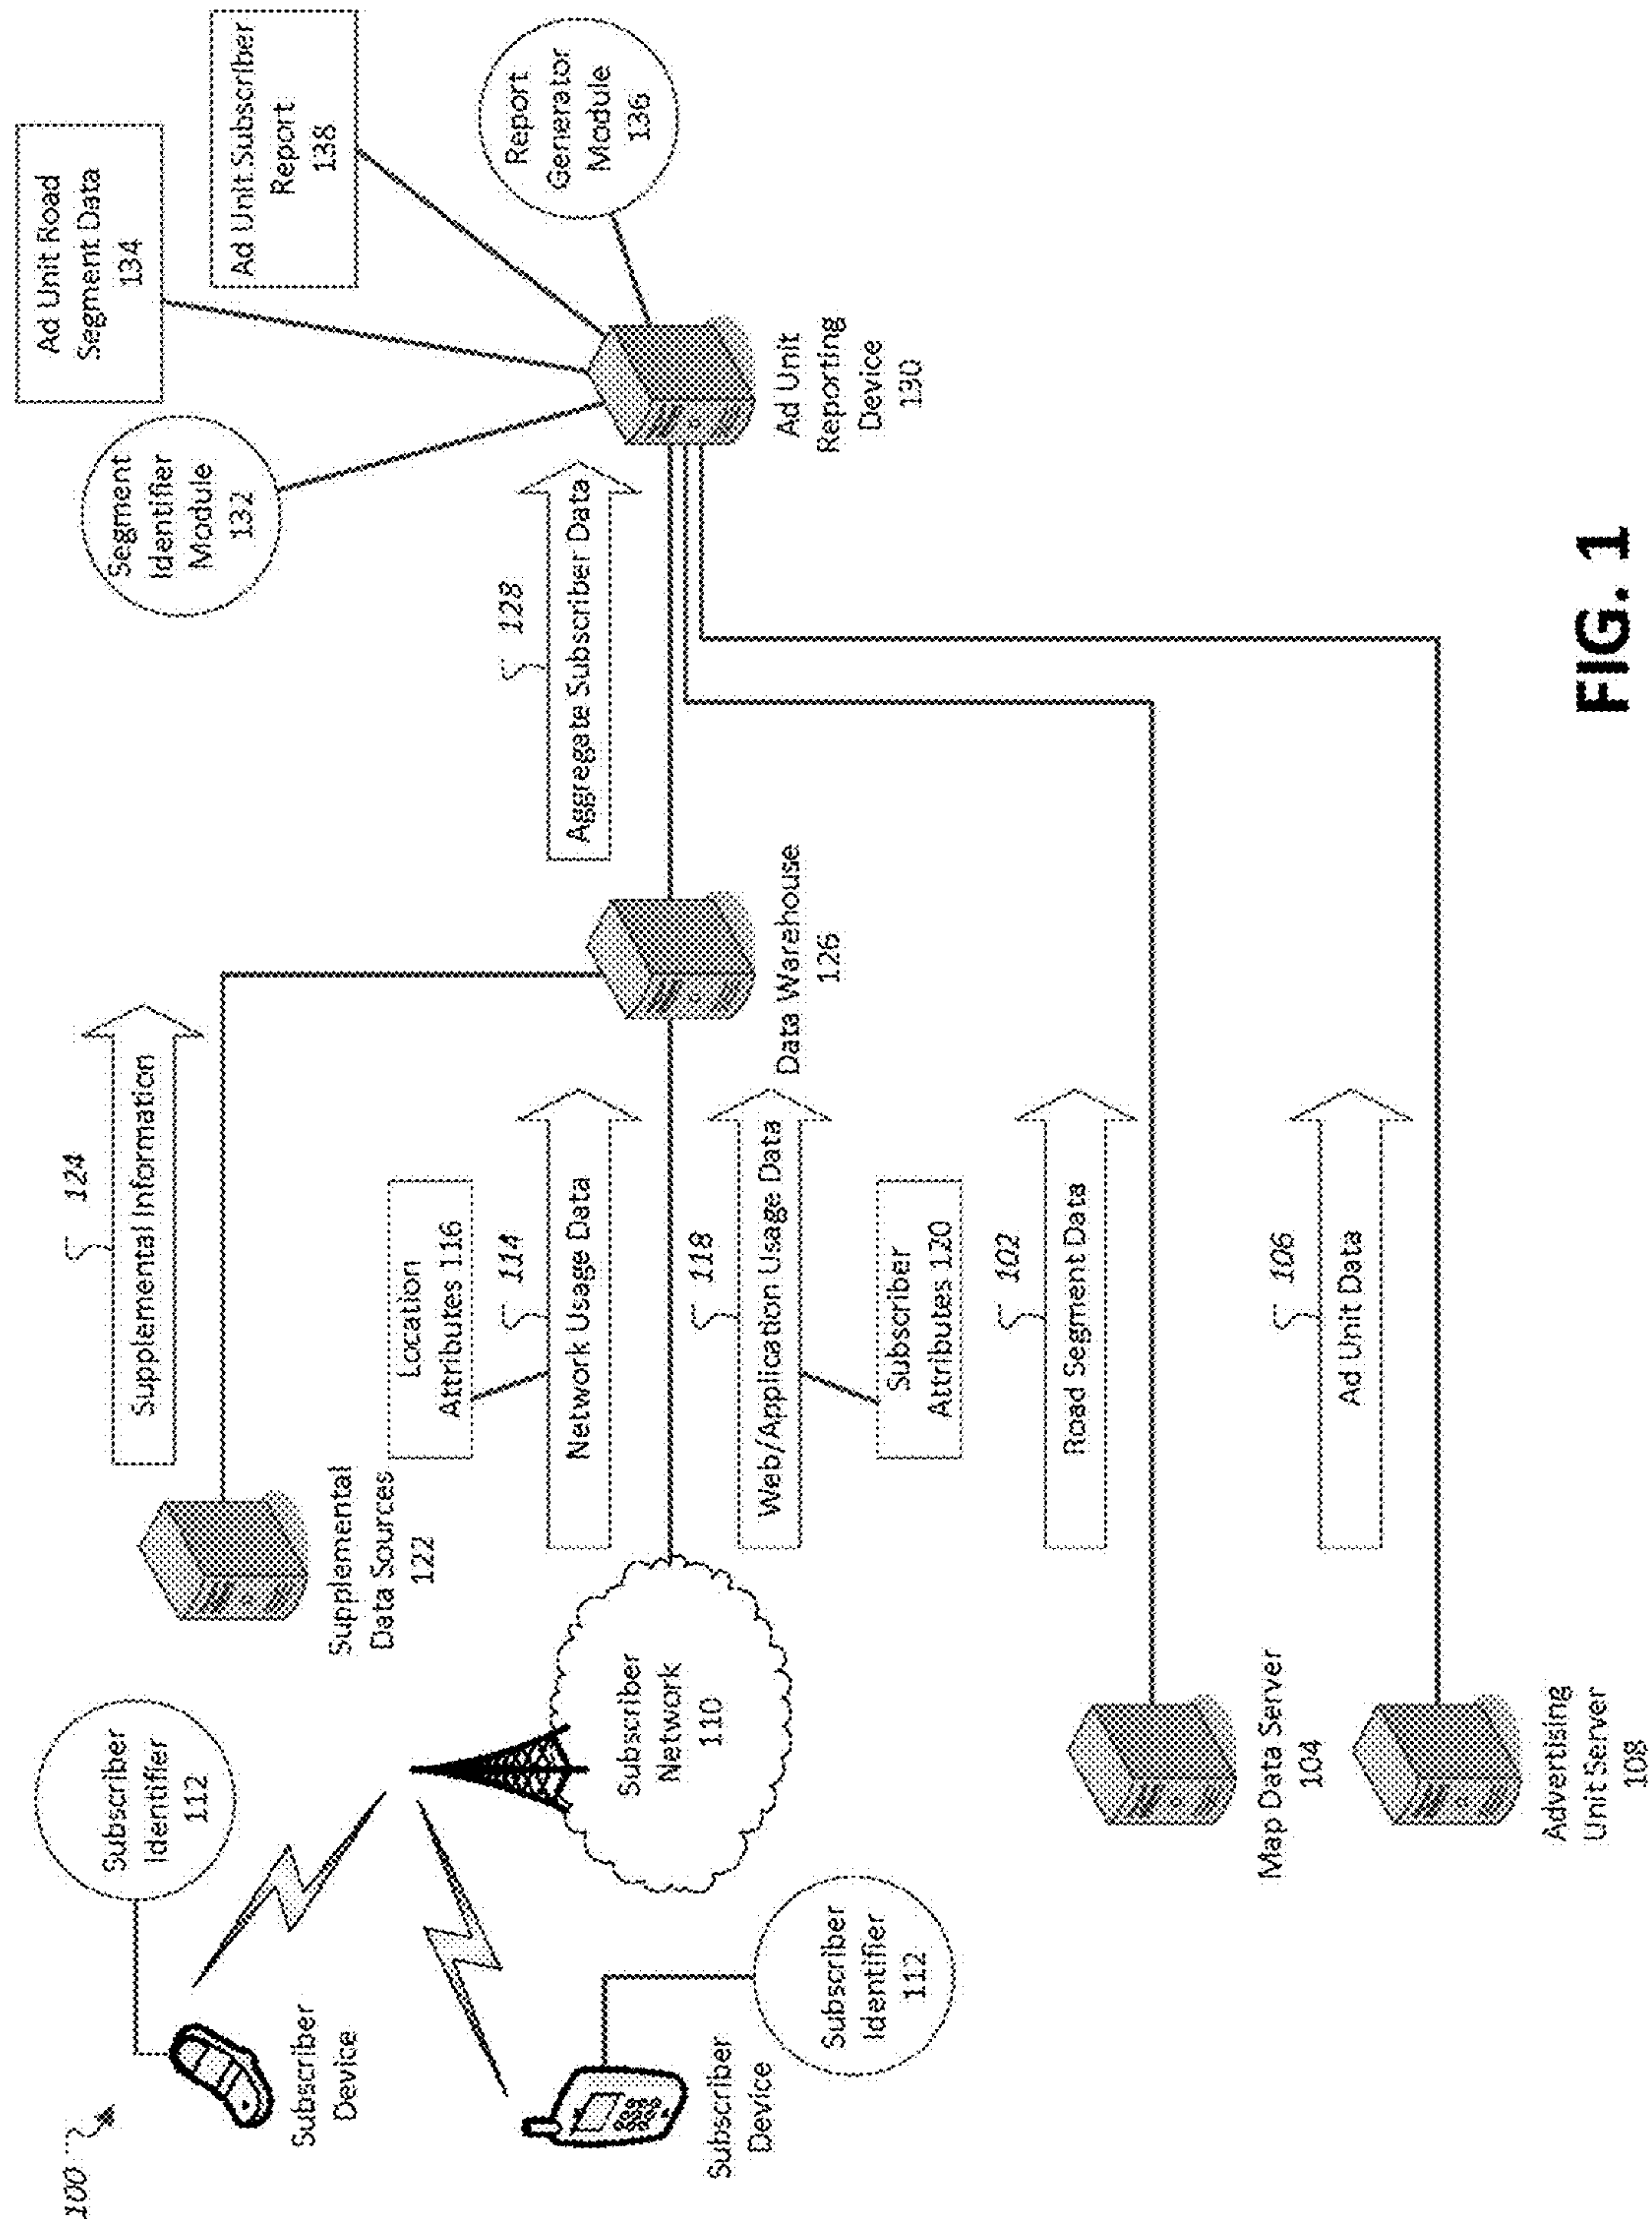 100
Subscriber
Device
Subscriber
Identifier
112
Subscriber
Device
Subscriber
Identifier
112
Subscriber
Network
110
Supplemental
Data Sources
122
124
Supplemental Information
Location
Attributes 116
114
Network Usage Data
118
Web/Application Usage Data
Subscriber
Attributes 120
102
Road Segment Data
106
Ad Unit Data
Map Data Server
104
Advertising
Unit Server
108
Data Warehouse
126
128
Aggregate Subscriber Data
Segment
Identifier
Module
132
Ad Unit Road
Segment Data
134
Ad Unit Subscriber
Report
138
Report
Generator
Module
136
Ad Unit
Reporting
Device
130
FIG. 1